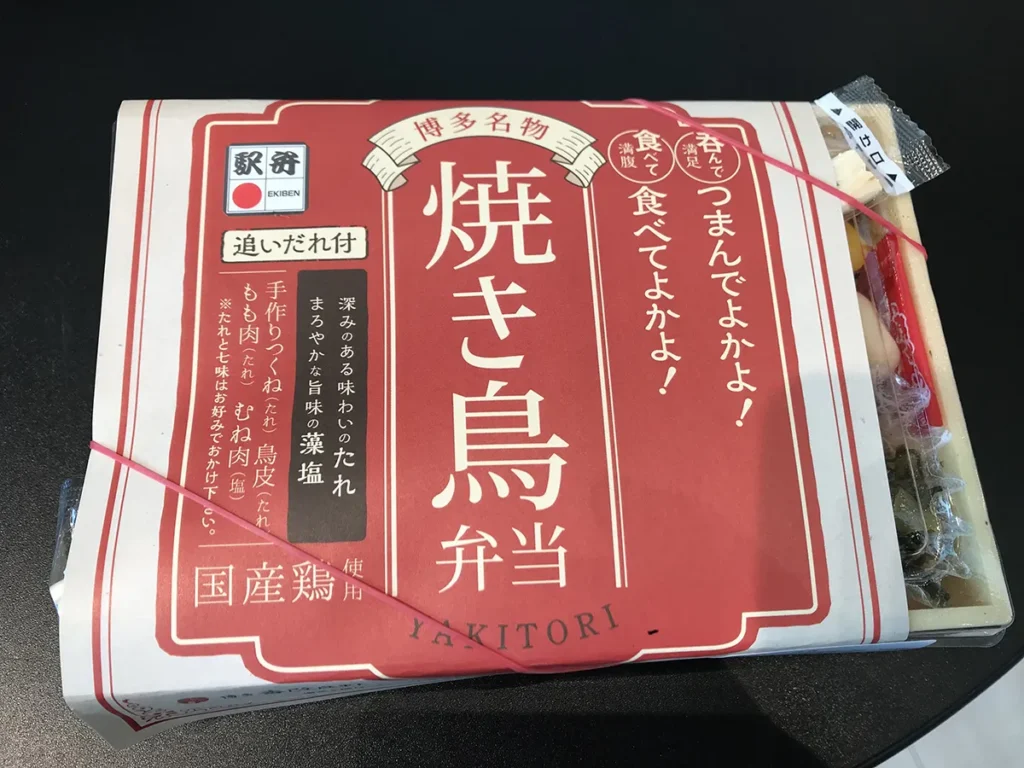 博多名物
焼き鳥
弁当
YAKITORI
呑んで
満足
つまんでよかよ!
食べて
満腹
食べてよかよ!
駅弁
EKIBEN
追いだれ付
深みのある味わいのたれ
まろやかな旨味の藻塩
手作りつくね(たれ) 鳥皮(たれ
もも肉(たれ) むね肉(塩)
※たれと七味はお好みでおかけ下さい。
国産鶏使用
開け口
博多